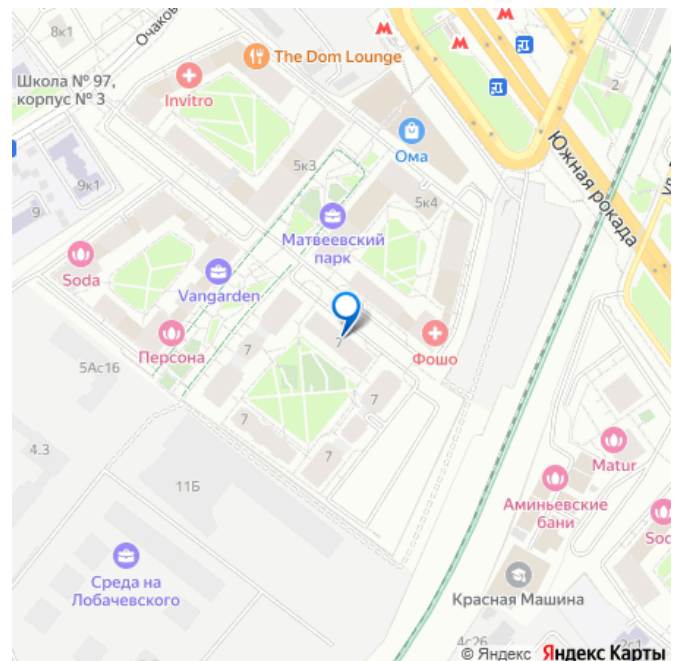 8к1
Очаков
The Dom Lounge
Школа № 97,
корпус № 3
Invitro
2
Ома
Южная рокада
5к3
9к1
9
5к4
Матвеевский
парк
Soda
Vangarden
7
Персона
7
Фошо
5Ас16
7
7
7
4.3
11Б
Matur
Аминьевские
бани
Soc
Среда на
Лобачевского
Красная Машина
4с26
2с1
© Яндекс Яндекс Карты